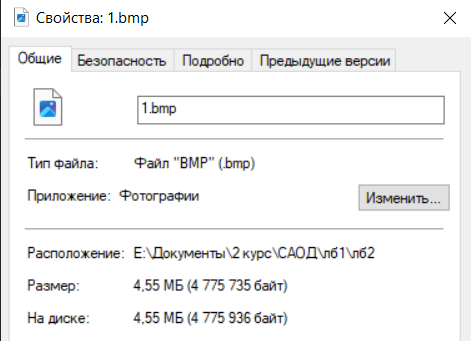 Свойства: 1.bmp
Общие Безопасность Подробно Предыдущие версии
1.bmp
Тип файла: Файл "BMP" (.bmp)
Приложение: Фотографии Изменить...
Расположение: E:\Документы\2 курс\САОД\лб1\лб2
Размер: 4,55 МБ (4 775 735 байт)
На диске: 4,55 МБ (4 775 936 байт)